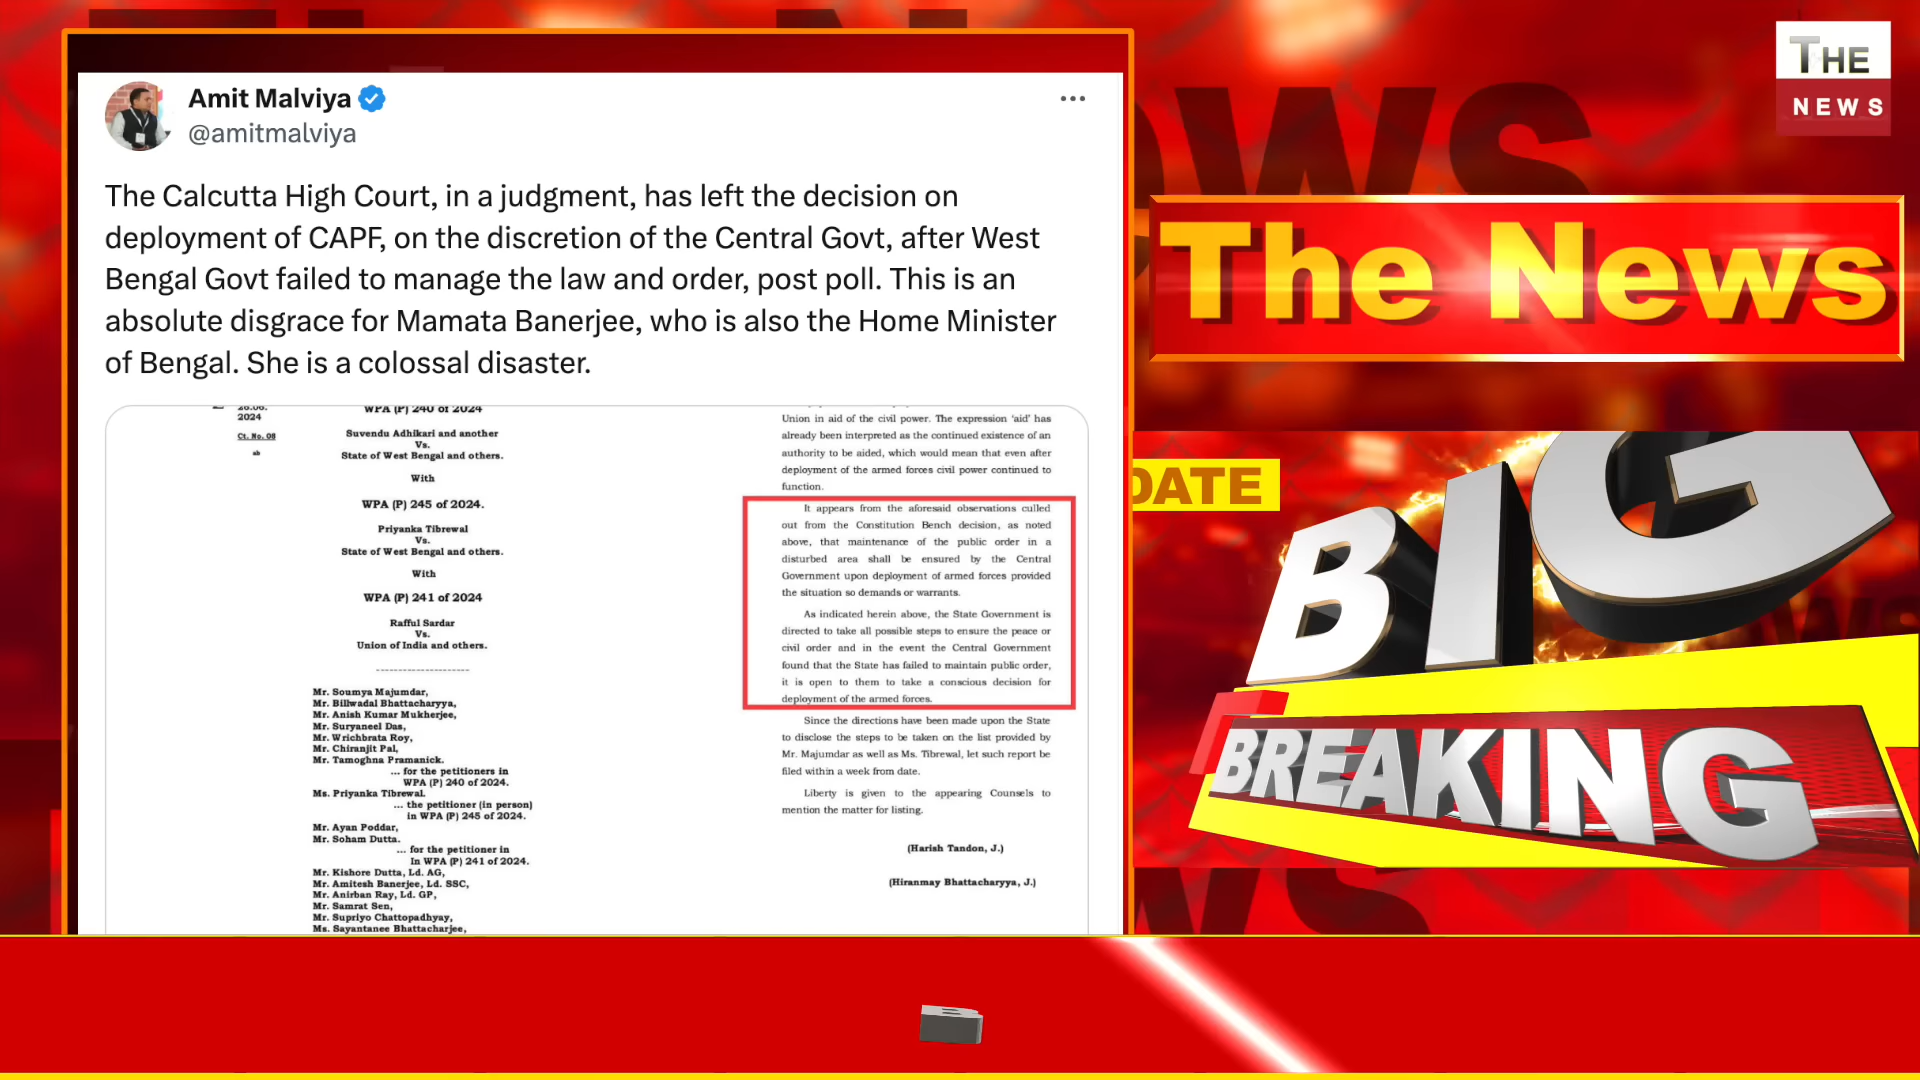 Amit Malviya
@amitmalviya
The Calcutta High Court, in a judgment, has left the decision on
deployment of CAPF, on the discretion of the Central Govt, after West
Bengal Govt failed to manage the law and order, post poll. This is an
absolute disgrace for Mamata Banerjee, who is also the Home Minister
of Bengal. She is a colossal disaster.
2024
Ct. No. 08
ab
WPA (P) 240 of 2024
Suvendu Adhikari and another
Vs.
State of West Bengal and others.
With
WPA (P) 245 of 2024.
Priyanka Tibrewal
Vs.
State of West Bengal and others.
With
WPA (P) 241 of 2024
Rafful Sardar
Vs.
Union of India and others.
--------------------
Mr. Soumya Majumdar,
Mr. Billwadal Bhattacharyya,
Mr. Anish Kumar Mukherjee,
Mr. Suryaneel Das,
Mr. Wrichbrata Roy,
Mr. Chiranjit Pal,
Mr. Tamoghna Pramanick.
... for the petitioners in
WPA (P) 240 of 2024.
Ms. Priyanka Tibrewal.
... the petitioner (in person)
in WPA (P) 245 of 2024.
Mr. Ayan Poddar,
Mr. Soham Dutta.
... for the petitioner in
In WPA (P) 241 of 2024.
Mr. Kishore Dutta, Ld. AG,
Mr. Amitesh Banerjee, Ld. SSC,
Mr. Anirban Ray, Ld. GP,
Mr. Samrat Sen,
Mr. Supriyo Chattopadhyay,
Ms. Sayantanee Bhattacharjee,
Union in aid of the civil power. The expression 'aid' has
already been interpreted as the continued existence of an
authority to be aided, which would mean that even after
deployment of the armed forces civil power continued to
function.
It appears from the aforesaid observations culled
out from the Constitution Bench decision, as noted
above, that maintenance of the public order in a
disturbed area shall be ensured by the Central
Government upon deployment of armed forces provided
the situation so demands or warrants.
As indicated herein above, the State Government is
directed to take all possible steps to ensure the peace or
civil order and in the event the Central Government
found that the State has failed to maintain public order,
it is open to them to take a conscious decision for
deployment of the armed forces.
Since the directions have been made upon the State
to disclose the steps to be taken on the list provided by
Mr. Majumdar as well as Ms. Tibrewal, let such report be
filed within a week from date.
Liberty is given to the appearing Counsels to
mention the matter for listing.
(Harish Tandon, J.)
(Hiranmay Bhattacharyya, J.)
THE
NEWS
The News
DATE
BIG
BREAKING